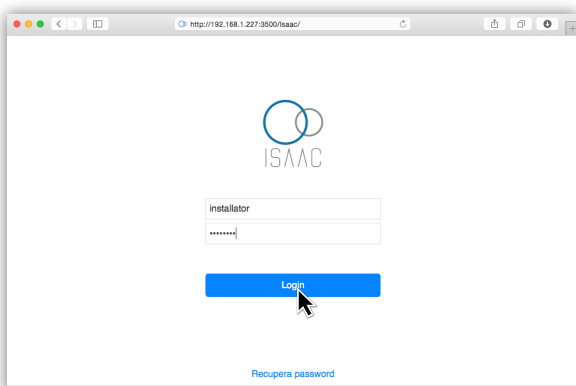 http://192.168.1.227:3500/Isaac/
ISAAC
installator
Login
Recupera password